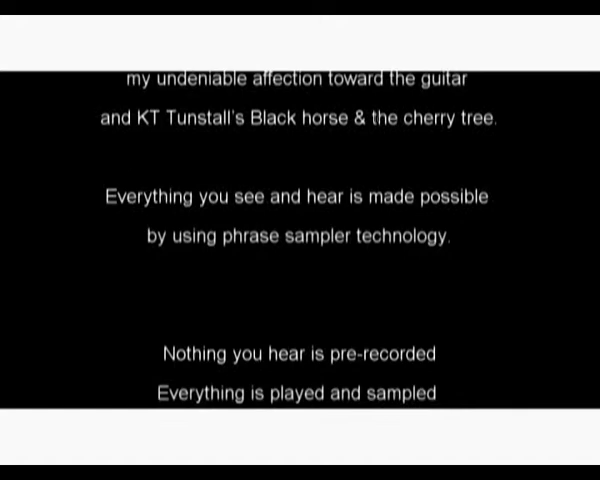 my undeniable affection toward the guitar
and KT Tunstall's Black horse & the cherry tree.
Everything you see and hear is made possible
by using phrase sampler technology.
Nothing you hear is pre-recorded
Everything is played and sampled